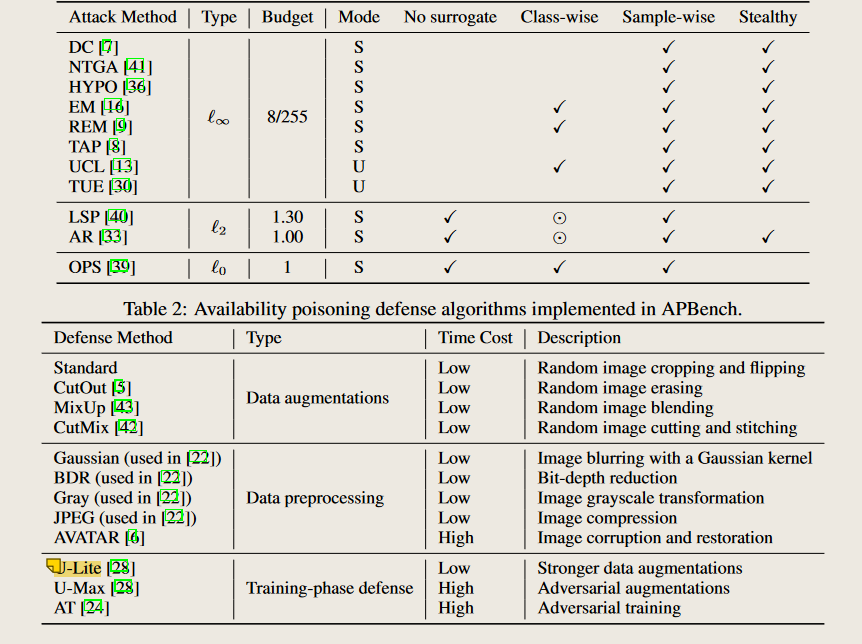 Attack Method Type Budget Mode No surrogate Class-wise Sample-wise Stealthy
DC [7] S ✓ ✓
NTGA [41] S ✓ ✓
HYPO [36] S ✓ ✓
EM [16] S ✓ ✓ ✓
REM [9] ℓ∞ 8/255 S ✓ ✓ ✓
TAP [8] S ✓ ✓
UCL [13] U ✓ ✓ ✓
TUE [30] U ✓ ✓
LSP [40] ℓ2 1.30 S ✓ ⊙ ✓
AR [33] 1.00 S ✓ ⊙ ✓ ✓
OPS [39] ℓ0 1 S ✓ ✓ ✓
Table 2: Availability poisoning defense algorithms implemented in APBench.
Defense Method Type Time Cost Description
Standard Low Random image cropping and flipping
CutOut [5] Data augmentations Low Random image erasing
MixUp [43] Low Random image blending
CutMix [42] Low Random image cutting and stitching
Gaussian (used in [22]) Low Image blurring with a Gaussian kernel
BDR (used in [22]) Low Bit-depth reduction
Gray (used in [22]) Data preprocessing Low Image grayscale transformation
JPEG (used in [22]) Low Image compression
AVATAR [6] High Image corruption and restoration
U-Lite [28] Low Stronger data augmentations
U-Max [28] Training-phase defense High Adversarial augmentations
AT [24] High Adversarial training